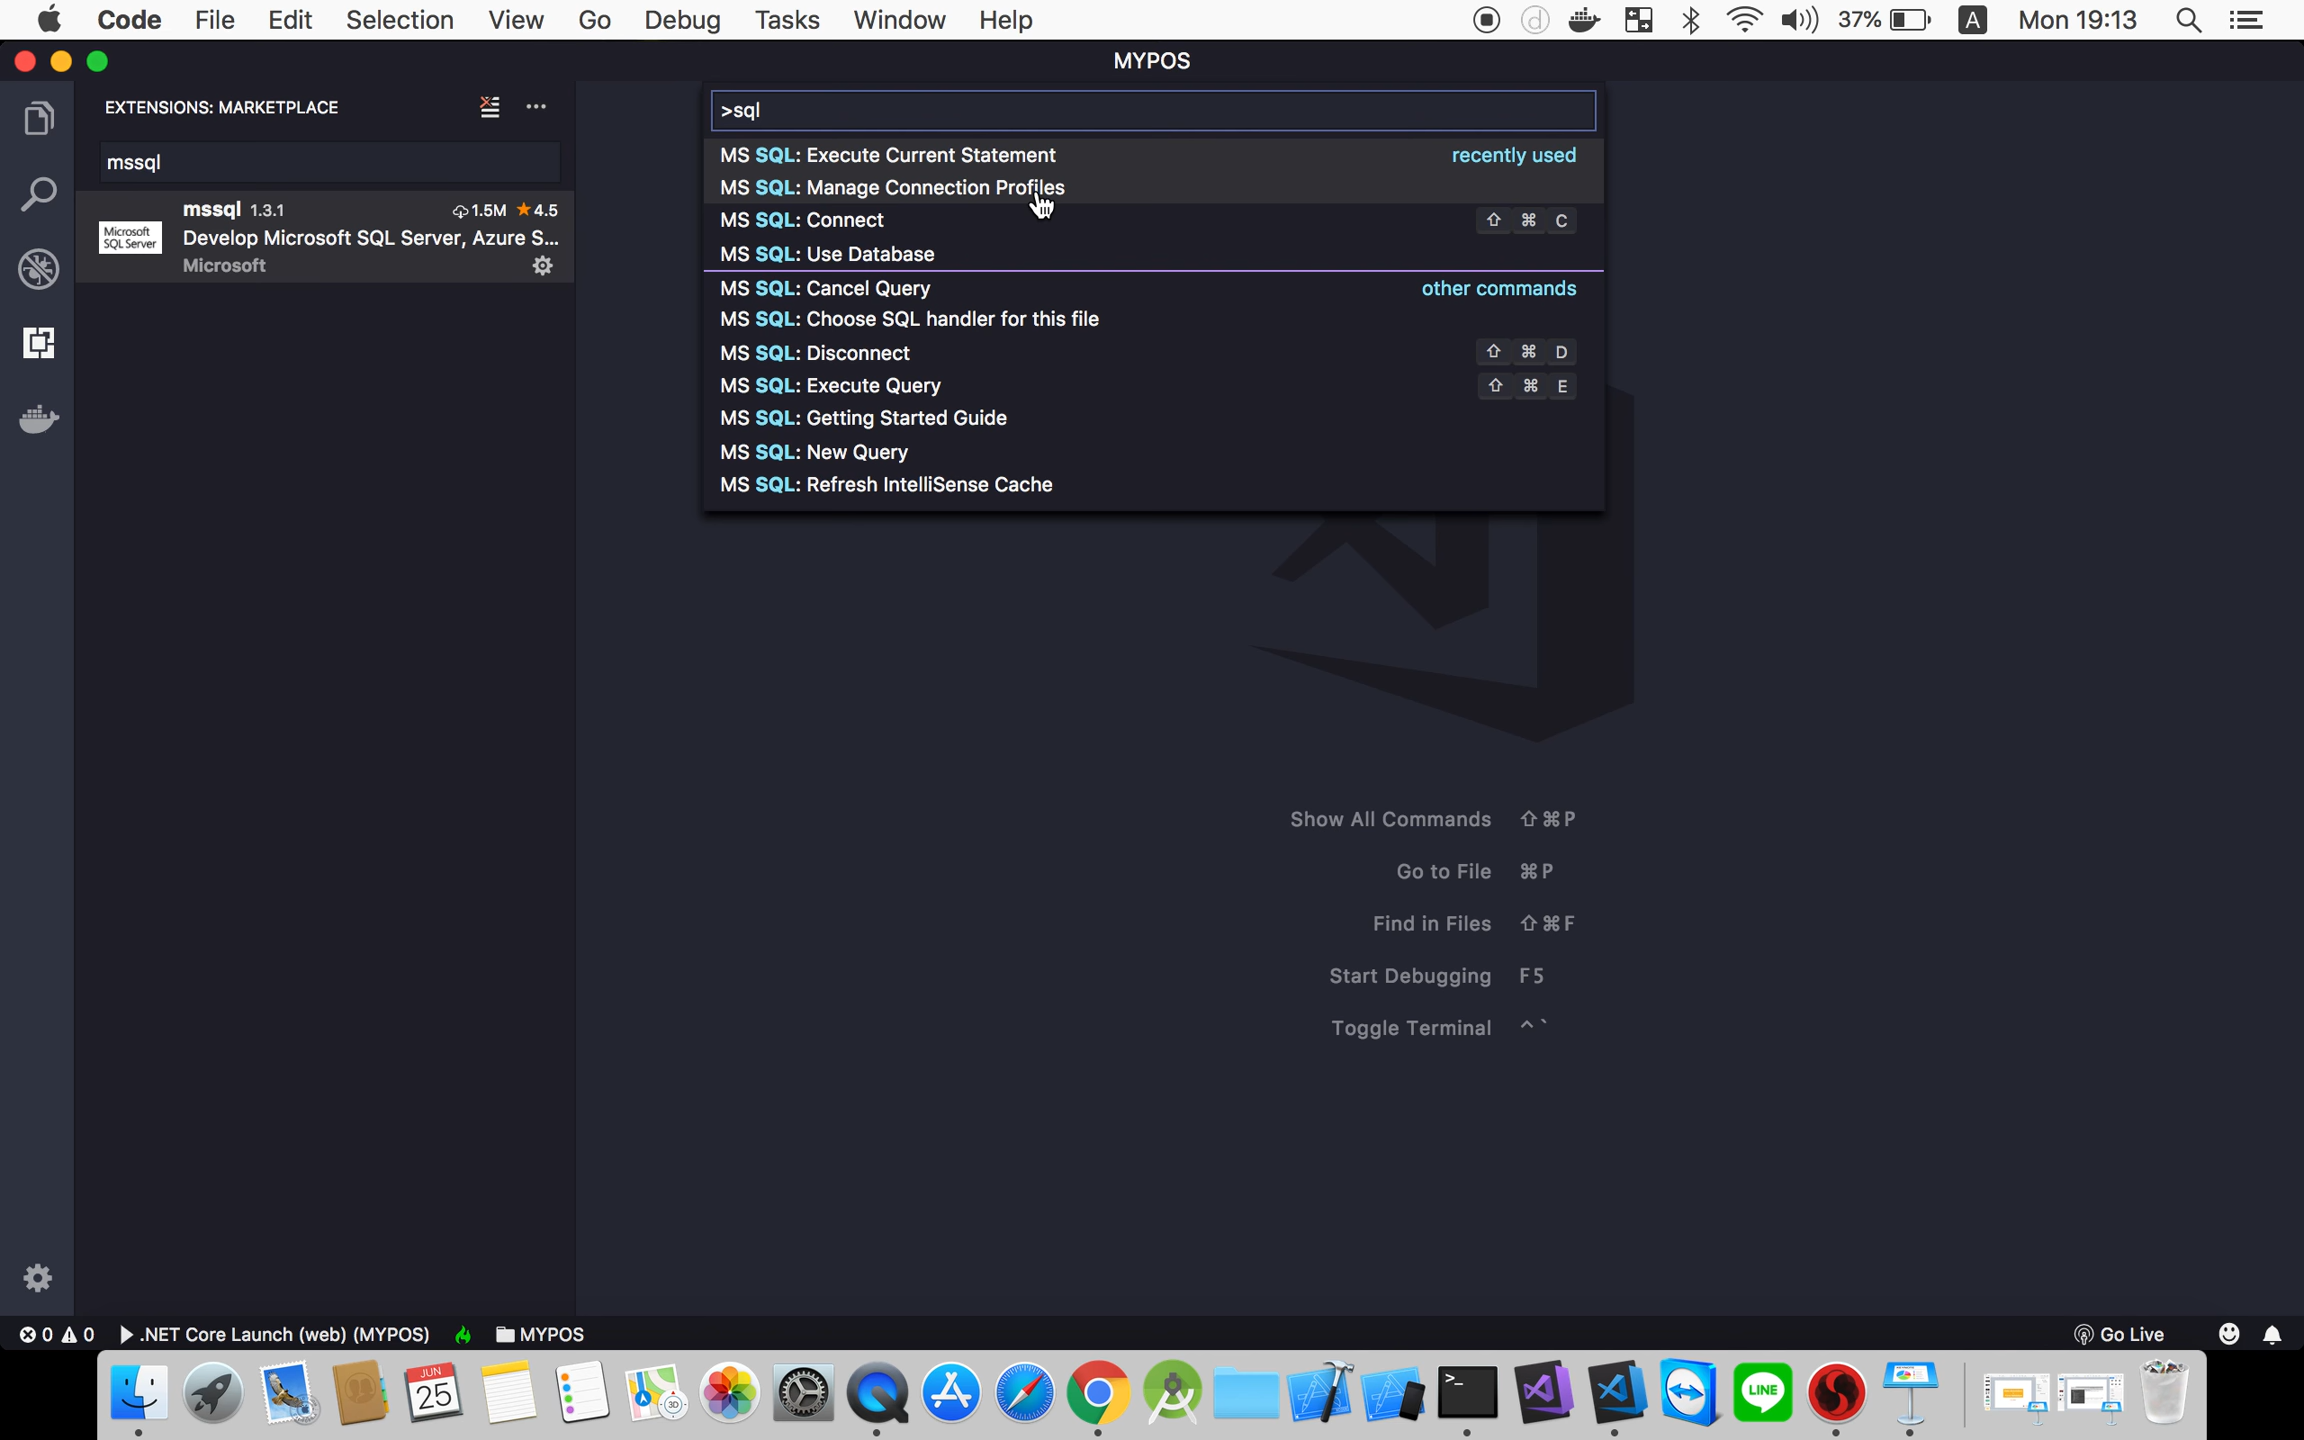 Code File Edit Selection View Go Debug Tasks Window Help 37% A Mon 19:13
MYPOS
EXTENSIONS: MARKETPLACE
mssql
mssql 1.3.1 1.5M 4.5
Microsoft SQL Server
Develop Microsoft SQL Server, Azure S...
Microsoft
>sql
MS SQL: Execute Current Statement recently used
MS SQL: Manage Connection Profiles
MS SQL: Connect ⇧ ⌘ C
MS SQL: Use Database
MS SQL: Cancel Query other commands
MS SQL: Choose SQL handler for this file
MS SQL: Disconnect ⇧ ⌘ D
MS SQL: Execute Query ⇧ ⌘ E
MS SQL: Getting Started Guide
MS SQL: New Query
MS SQL: Refresh IntelliSense Cache
Show All Commands ⇧⌘P
Go to File ⌘P
Find in Files ⇧⌘F
Start Debugging F5
Toggle Terminal ^`
0 0 .NET Core Launch (web) (MYPOS) MYPOS Go Live
JUN
25
3D
>_
LINE